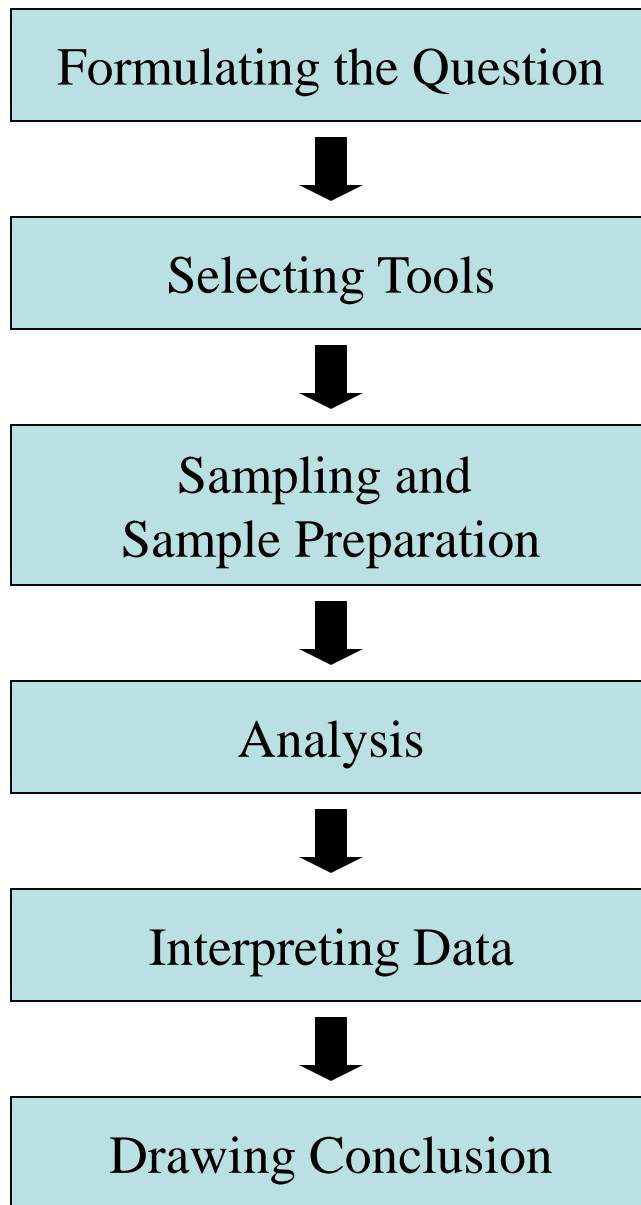 Formulating the Question
Selecting Tools
Sampling and
Sample Preparation
Analysis
Interpreting Data
Drawing Conclusion